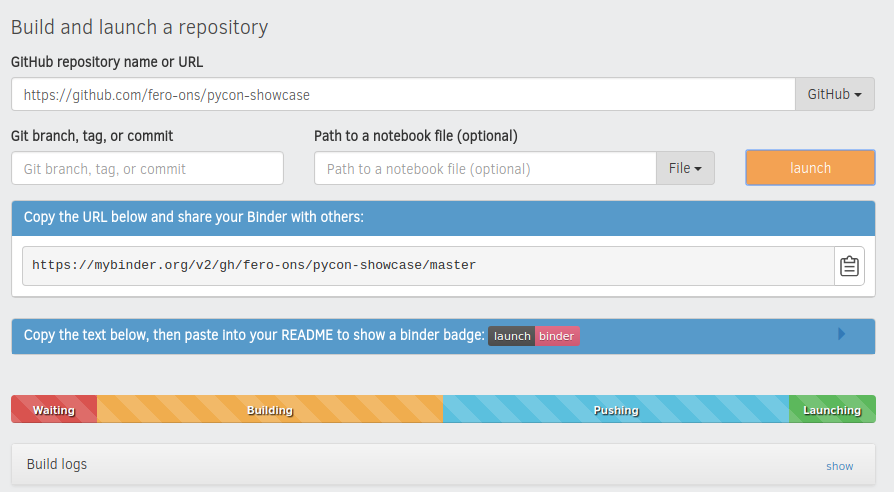 Build and launch a repository
GitHub repository name or URL
https://github.com/fero-ons/pycon-showcase
GitHub
Git branch, tag, or commit
Path to a notebook file (optional)
Git branch, tag, or commit
Path to a notebook file (optional)
File
launch
Copy the URL below and share your Binder with others:
https://mybinder.org/v2/gh/fero-ons/pycon-showcase/master
Copy the text below, then paste into your README to show a binder badge: launch binder
Waiting Building Pushing Launching
Build logs show